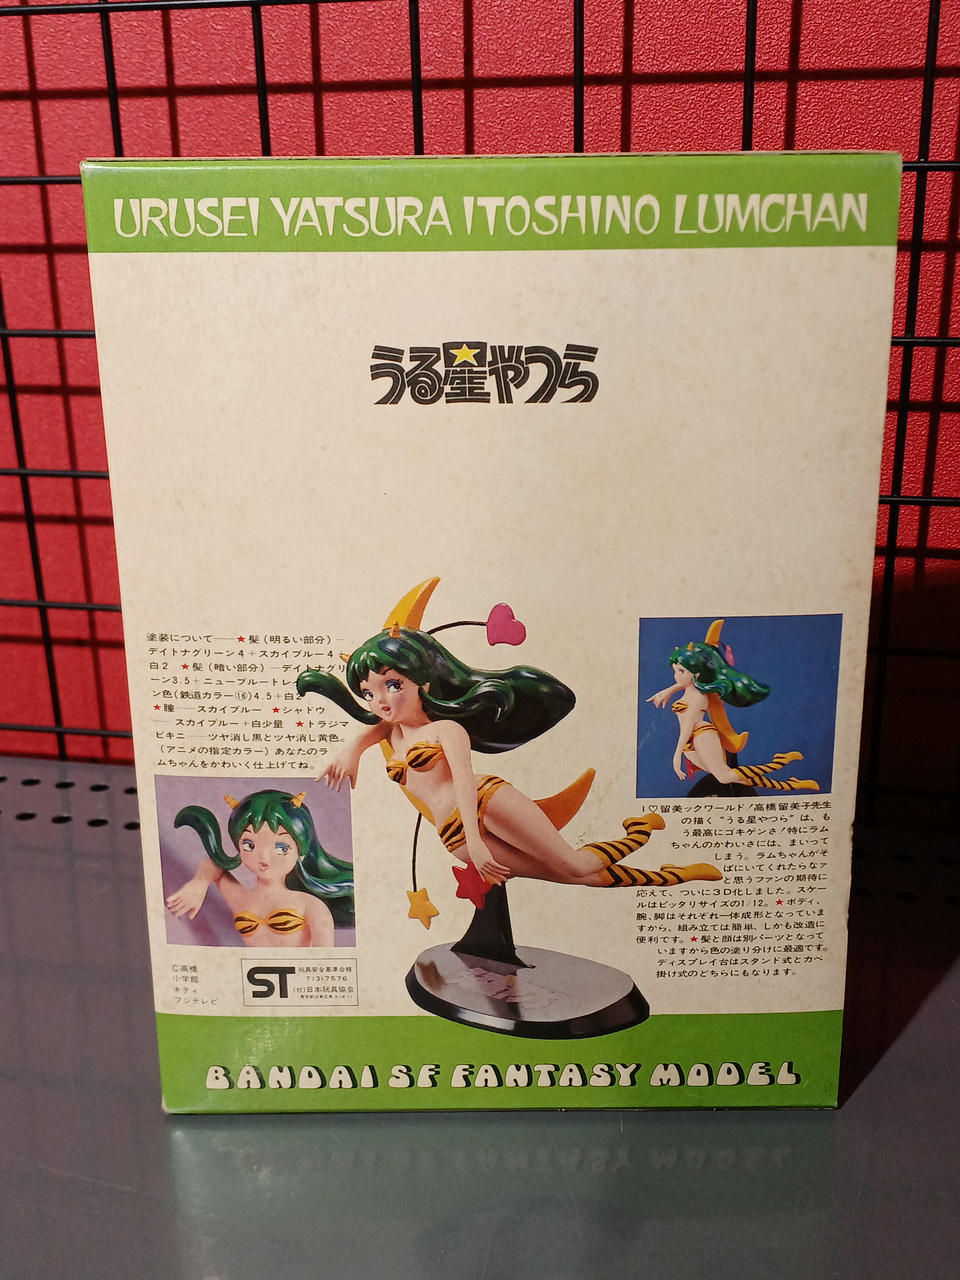 URUSEI YATSURA ITOSHINO LUMCHAN
うる星やつら
塗装について──★髪(明るい部分)─
デイトナグリーン4+スカイブルー4
白2 ★髪(暗い部分)─デイトナグリ
ーン3.5+ニューブルートレイ
ン色(鉄道カラー⑯)4.5+白2
★瞳──スカイブルー ★シャドウ
──スカイブルー+白少量 ★トラジマ
ビキニ──ツヤ消し黒とツヤ消し黄色。
(アニメの指定カラー)あなたのラ
ムちゃんをかわいく仕上げてね。
I♡留美ックワールド!高橋留美子先生
の描く“うる星やつら”は、も
う最高にゴキゲンさ!特にラム
ちゃんのかわいさには、まいって
しまう。ラムちゃんがそ
ばにいてくれたらなァ
と思うファンの期待に
応えて、ついに3D化しました。スケー
ルはピッタリサイズの1/12。★ボディ、
腕、脚はそれぞれ一体成形となっていま
すから、組み立ては簡単、しかも改造に
便利です。★髪と顔は別パーツとなって
いますから色の塗り分けに最適です。
ディスプレイ台はスタンド式とカベ
掛け式のどちらにもなります。
©高橋
小学館
キティ
フジテレビ
ST
玩具安全基準合格
T1317576
(社)日本玩具協会
BANDAI SF FANTASY MODEL